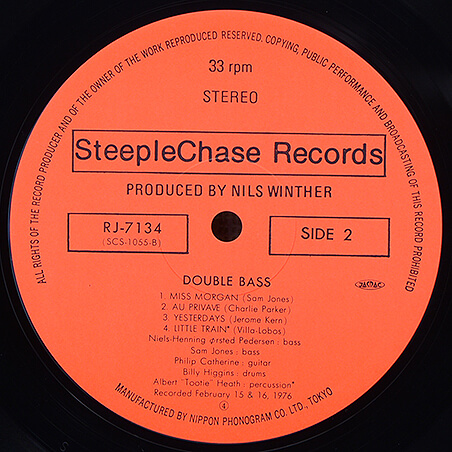 ALL RIGHTS OF THE RECORD PRODUCER AND OF THE OWNER OF THE WORK REPRODUCED RESERVED. COPYING, PUBLIC PERFORMANCE AND BROADCASTING OF THIS RECORD PROHIBITED
33 rpm
STEREO
SteepleChase Records
PRODUCED BY NILS WINTHER
RJ-7134
(SCS-1055-B)
SIDE 2
JASRAC
DOUBLE BASS
1. MISS MORGAN (Sam Jones)
2. AU PRIVAVE (Charlie Parker)
3. YESTERDAYS (Jerome Kern)
4. LITTLE TRAIN* (Villa-Lobos)
Niels-Henning Ørsted Pedersen : bass
Sam Jones : bass
Philip Catherine : guitar
Billy Higgins : drums
Albert "Tootie" Heath : percussion*
Recorded February 15 & 16, 1976
4
MANUFACTURED BY NIPPON PHONOGRAM CO. LTD., TOKYO